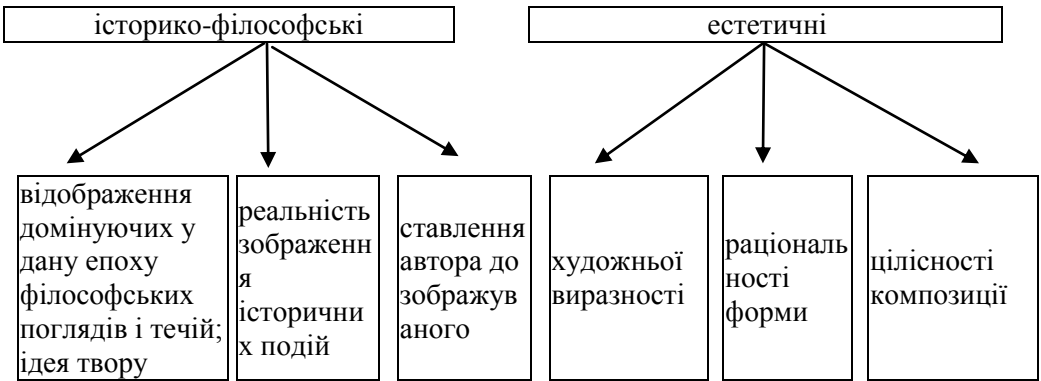 історико-філософські
естетичні
відображення
домінуючих у
дану епоху
філософських
поглядів і течій;
ідея твору
реальність
зображенн
я
історични
х подій
ставлення
автора до
зображув
аного
художньої
виразності
раціональ
ності
форми
цілісності
композиції